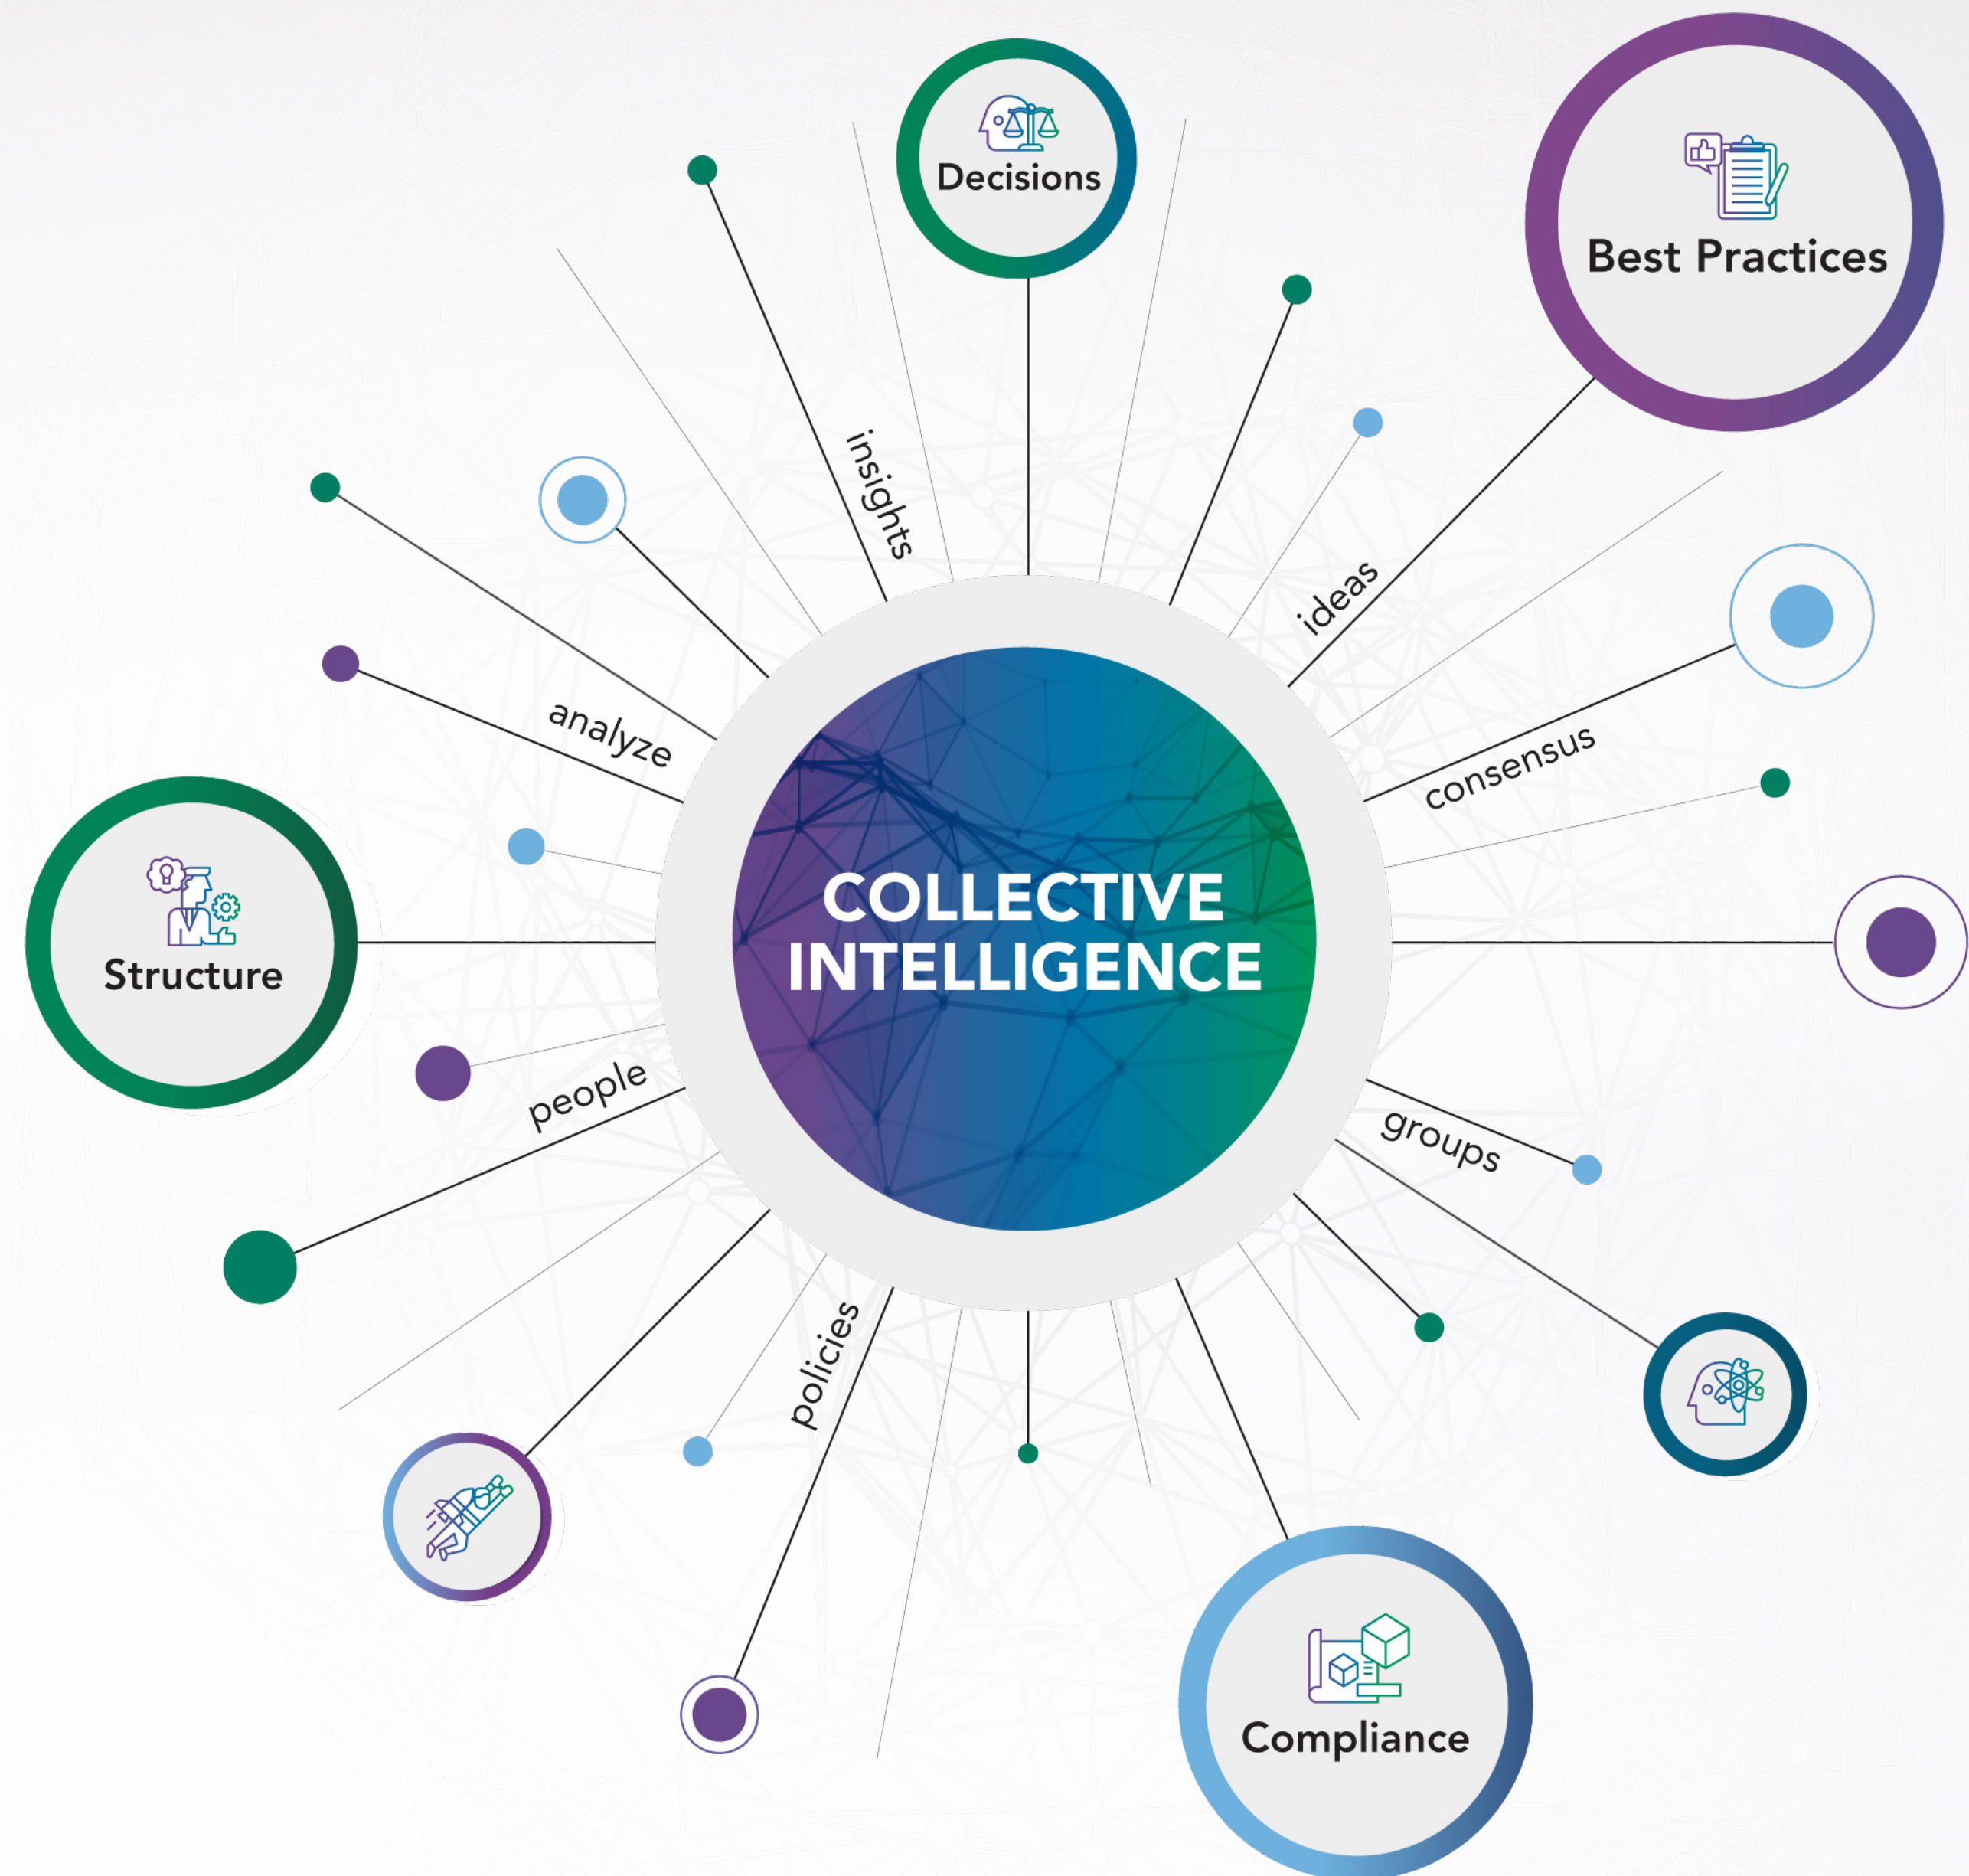 Decisions
Best Practices
insights
ideas
analyze
consensus
COLLECTIVE
INTELLIGENCE
Structure
people
groups
policies
Compliance